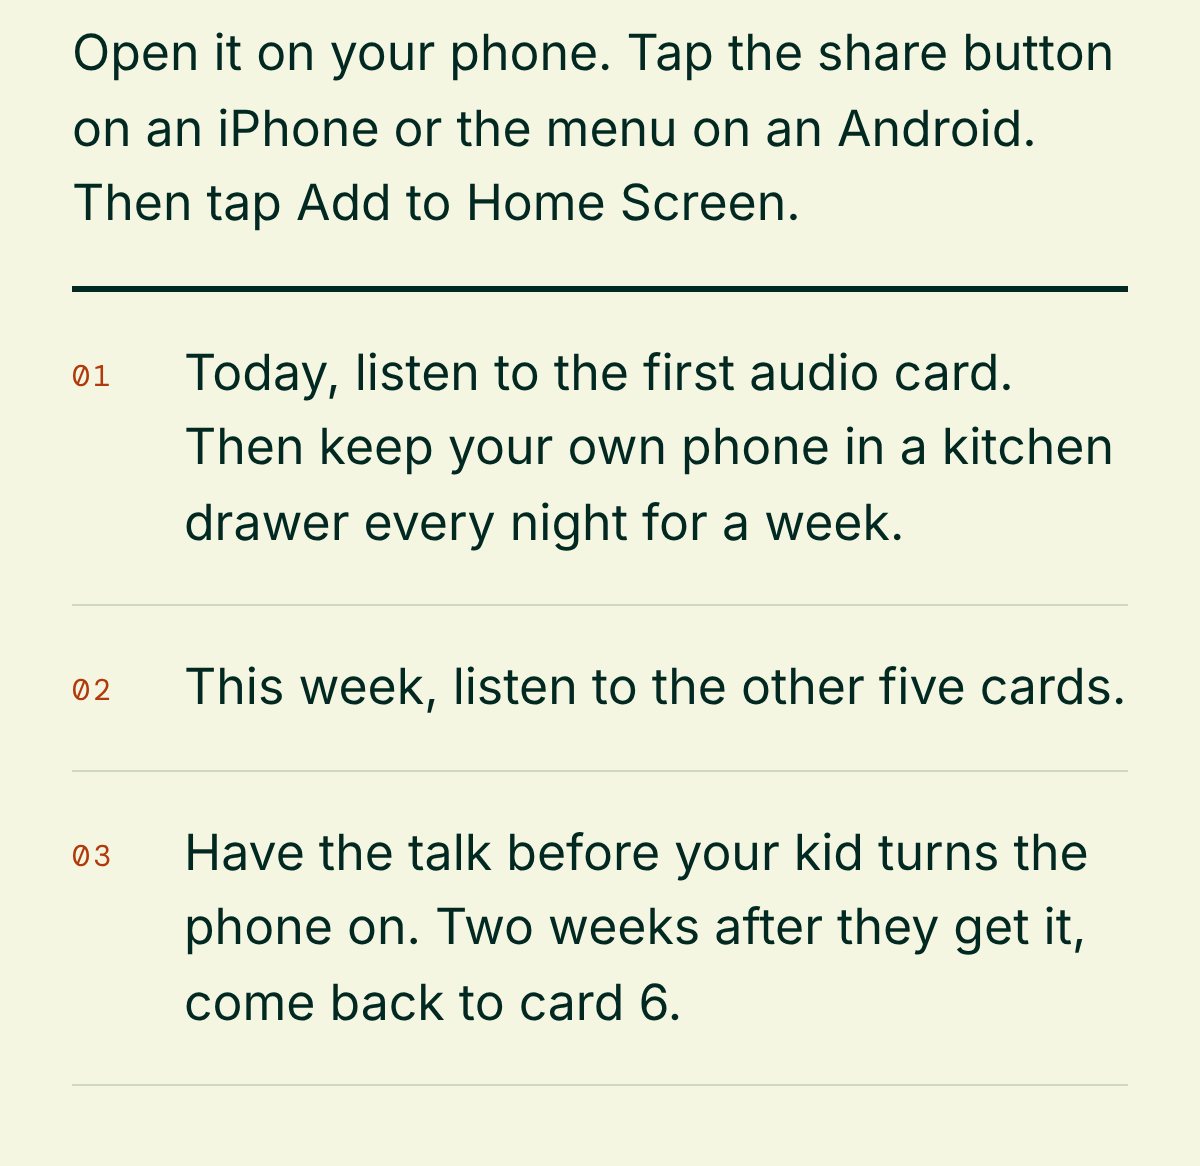 Open it on your phone. Tap the share button
on an iPhone or the menu on an Android.
Then tap Add to Home Screen.
01 Today, listen to the first audio card.
Then keep your own phone in a kitchen
drawer every night for a week.
02 This week, listen to the other five cards.
03 Have the talk before your kid turns the
phone on. Two weeks after they get it,
come back to card 6.